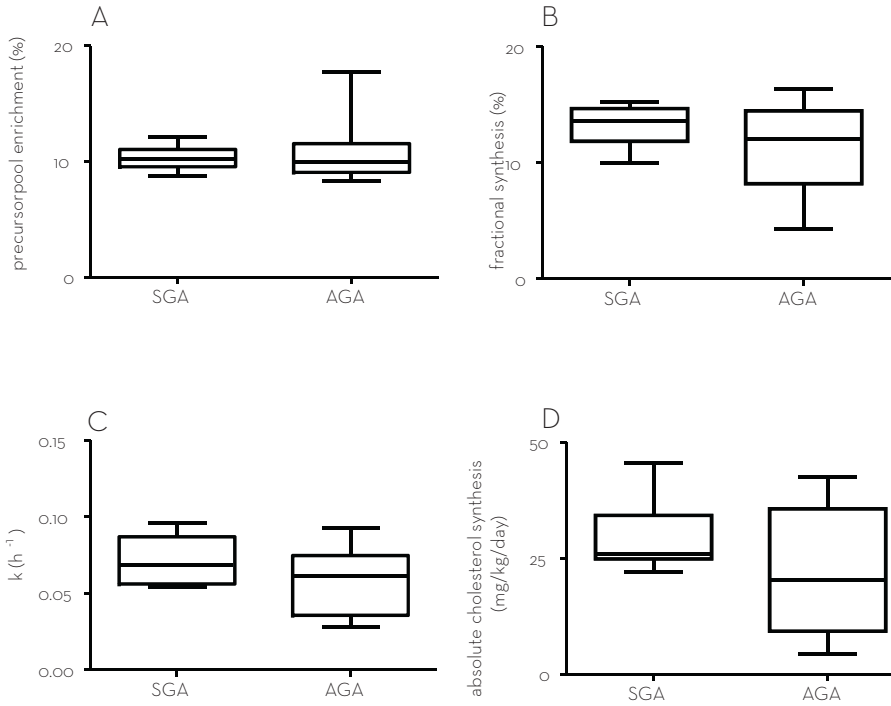 A
precursorpool enrichment (%)
20
10
0
SGA
AGA
B
fractional synthesis (%)
20
10
0
SGA
AGA
C
k (h ⁻¹)
0.15
0.10
0.05
0.00
SGA
AGA
D
absolute cholesterol synthesis
(mg/kg/day)
50
25
0
SGA
AGA